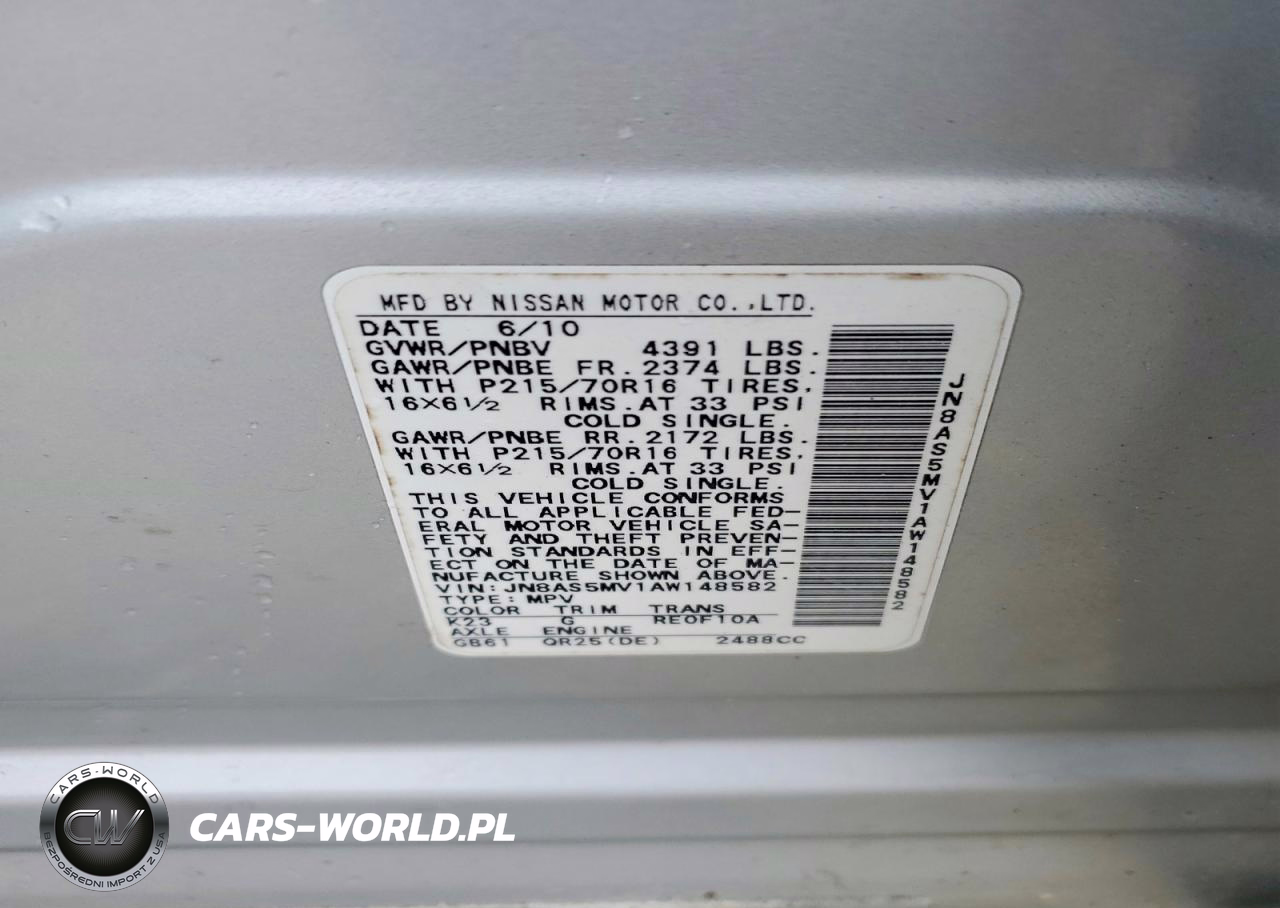 MFD BY NISSAN MOTOR CO.,LTD.
DATE 6/10
GVWR/PNBV 4391 LBS.
GAWR/PNBE FR. 2374 LBS.
WITH P215/70R16 TIRES,
16X6½ RIMS.AT 33 PSI
COLD SINGLE.
GAWR/PNBE RR. 2172 LBS.
WITH P215/70R16 TIRES,
16X6½ RIMS.AT 33 PSI
COLD SINGLE.
THIS VEHICLE CONFORMS
TO ALL APPLICABLE FED-
ERAL MOTOR VEHICLE SA-
FETY AND THEFT PREVEN-
TION STANDARDS IN EFF-
ECT ON THE DATE OF MA-
NUFACTURE SHOWN ABOVE.
VIN:JN8AS5MV1AW148582
TYPE:MPV
COLOR TRIM TRANS
K23 G RE0F10A
AXLE ENGINE
GB61 QR25(DE) 2488CC
JN8AS5MV1AW148582
CARS-WORLD
CW
BEZPOŚREDNI IMPORT Z USA
CARS-WORLD.PL